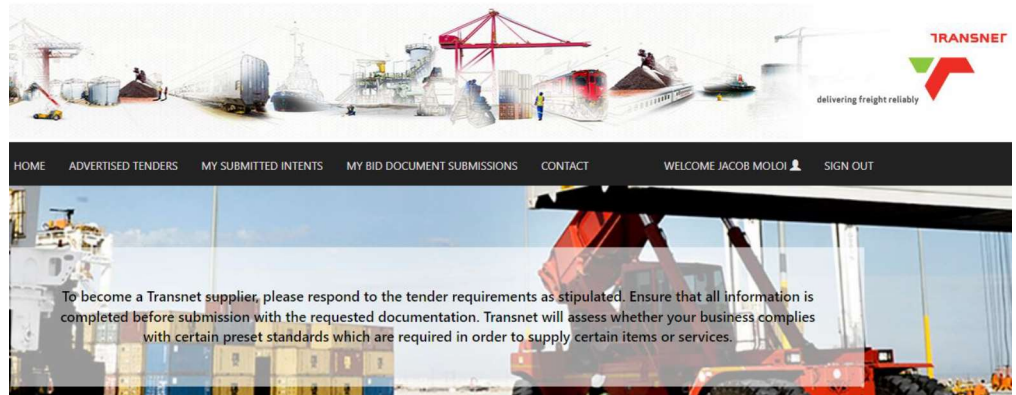 TRANSNET
delivering freight reliably
HOME ADVERTISED TENDERS MY SUBMITTED INTENTS MY BID DOCUMENT SUBMISSIONS CONTACT WELCOME JACOB MOLOI SIGN OUT
To become a Transnet supplier, please respond to the tender requirements as stipulated. Ensure that all information is
completed before submission with the requested documentation. Transnet will assess whether your business complies
with certain preset standards which are required in order to supply certain items or services.